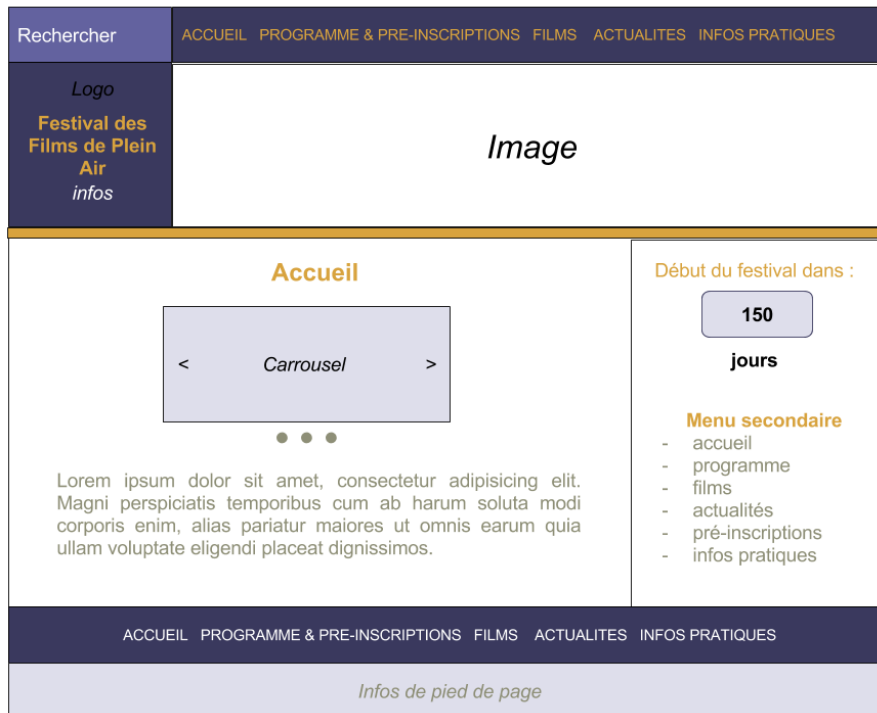 Rechercher
ACCUEIL PROGRAMME & PRE-INSCRIPTIONS FILMS ACTUALITES INFOS PRATIQUES
Logo
Festival des
Films de Plein
Air
infos
Image
Accueil
< Carrousel >
Lorem ipsum dolor sit amet, consectetur adipisicing elit.
Magni perspiciatis temporibus cum ab harum soluta modi
corporis enim, alias pariatur maiores ut omnis earum quia
ullam voluptate eligendi placeat dignissimos.
Début du festival dans :
150
jours
Menu secondaire
- accueil
- programme
- films
- actualités
- pré-inscriptions
- infos pratiques
ACCUEIL PROGRAMME & PRE-INSCRIPTIONS FILMS ACTUALITES INFOS PRATIQUES
Infos de pied de page